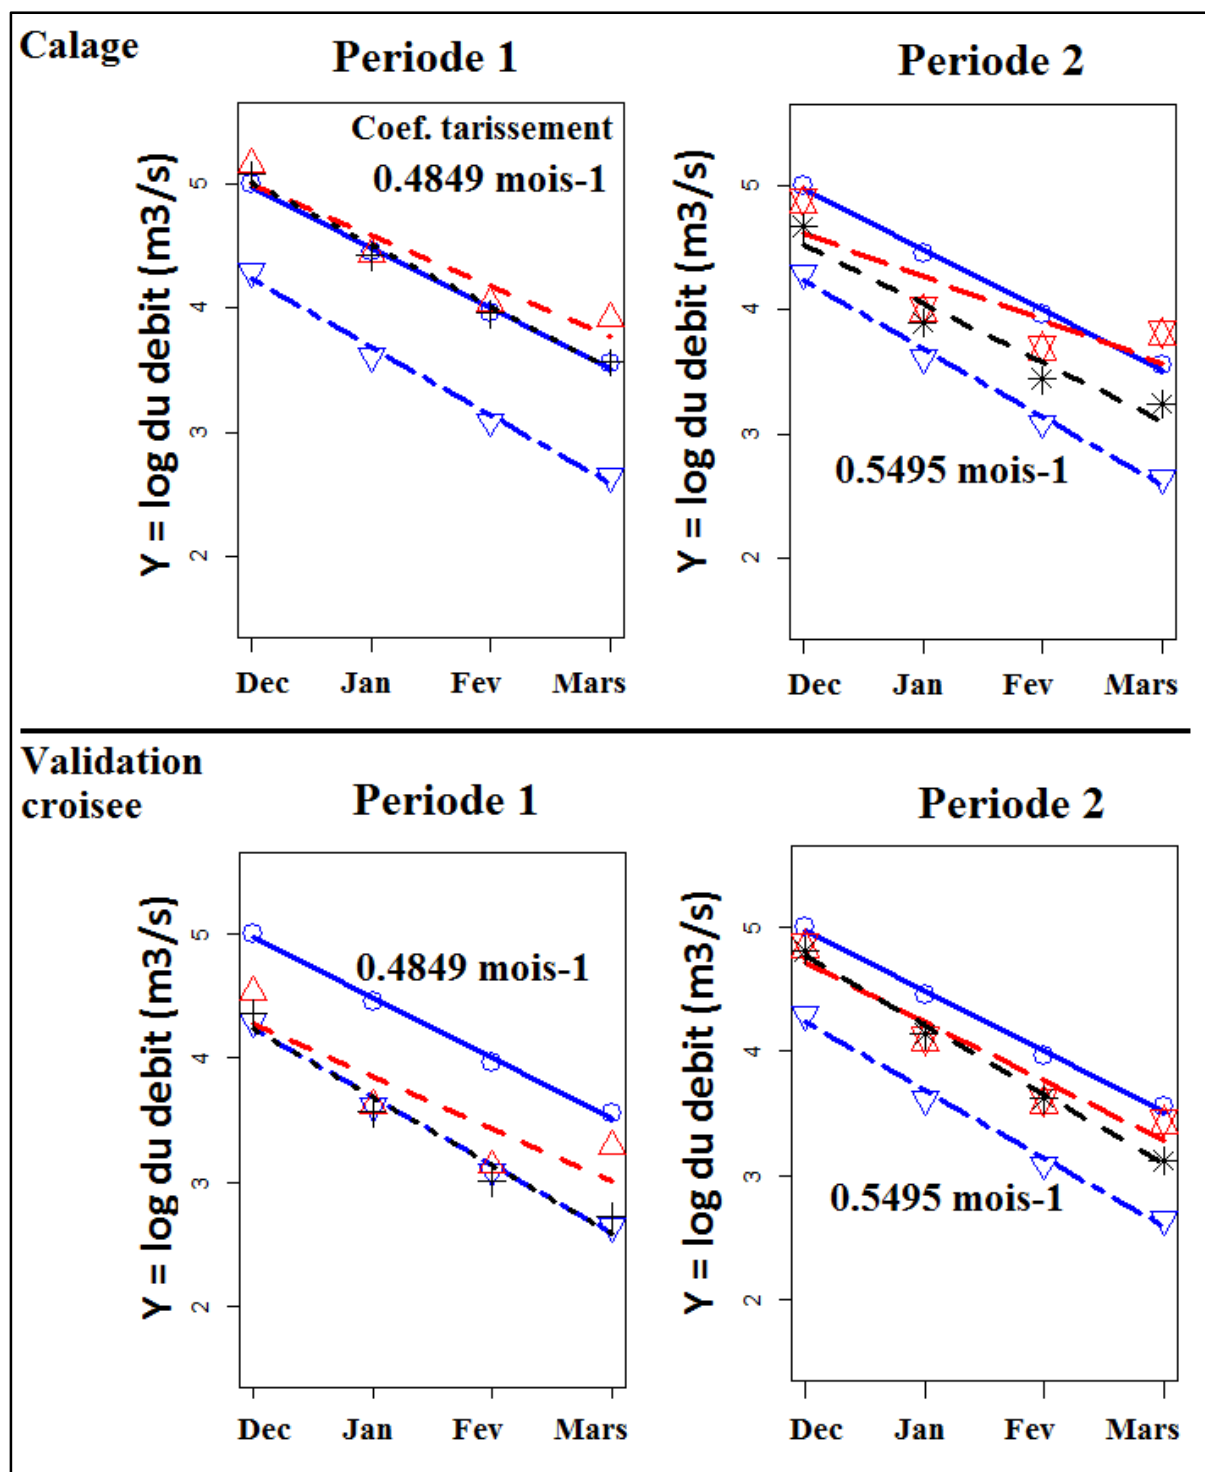 Calage
Periode 1
Periode 2
Coef. tarissement
0.4849 mois-1
Y = log du debit (m3/s)
5
4
3
2
Dec Jan Fev Mars
Y = log du debit (m3/s)
5
4
3
2
0.5495 mois-1
Dec Jan Fev Mars
Validation
croisee
Periode 1
Periode 2
Y = log du debit (m3/s)
5
4
3
2
0.4849 mois-1
Dec Jan Fev Mars
Y = log du debit (m3/s)
5
4
3
2
0.5495 mois-1
Dec Jan Fev Mars